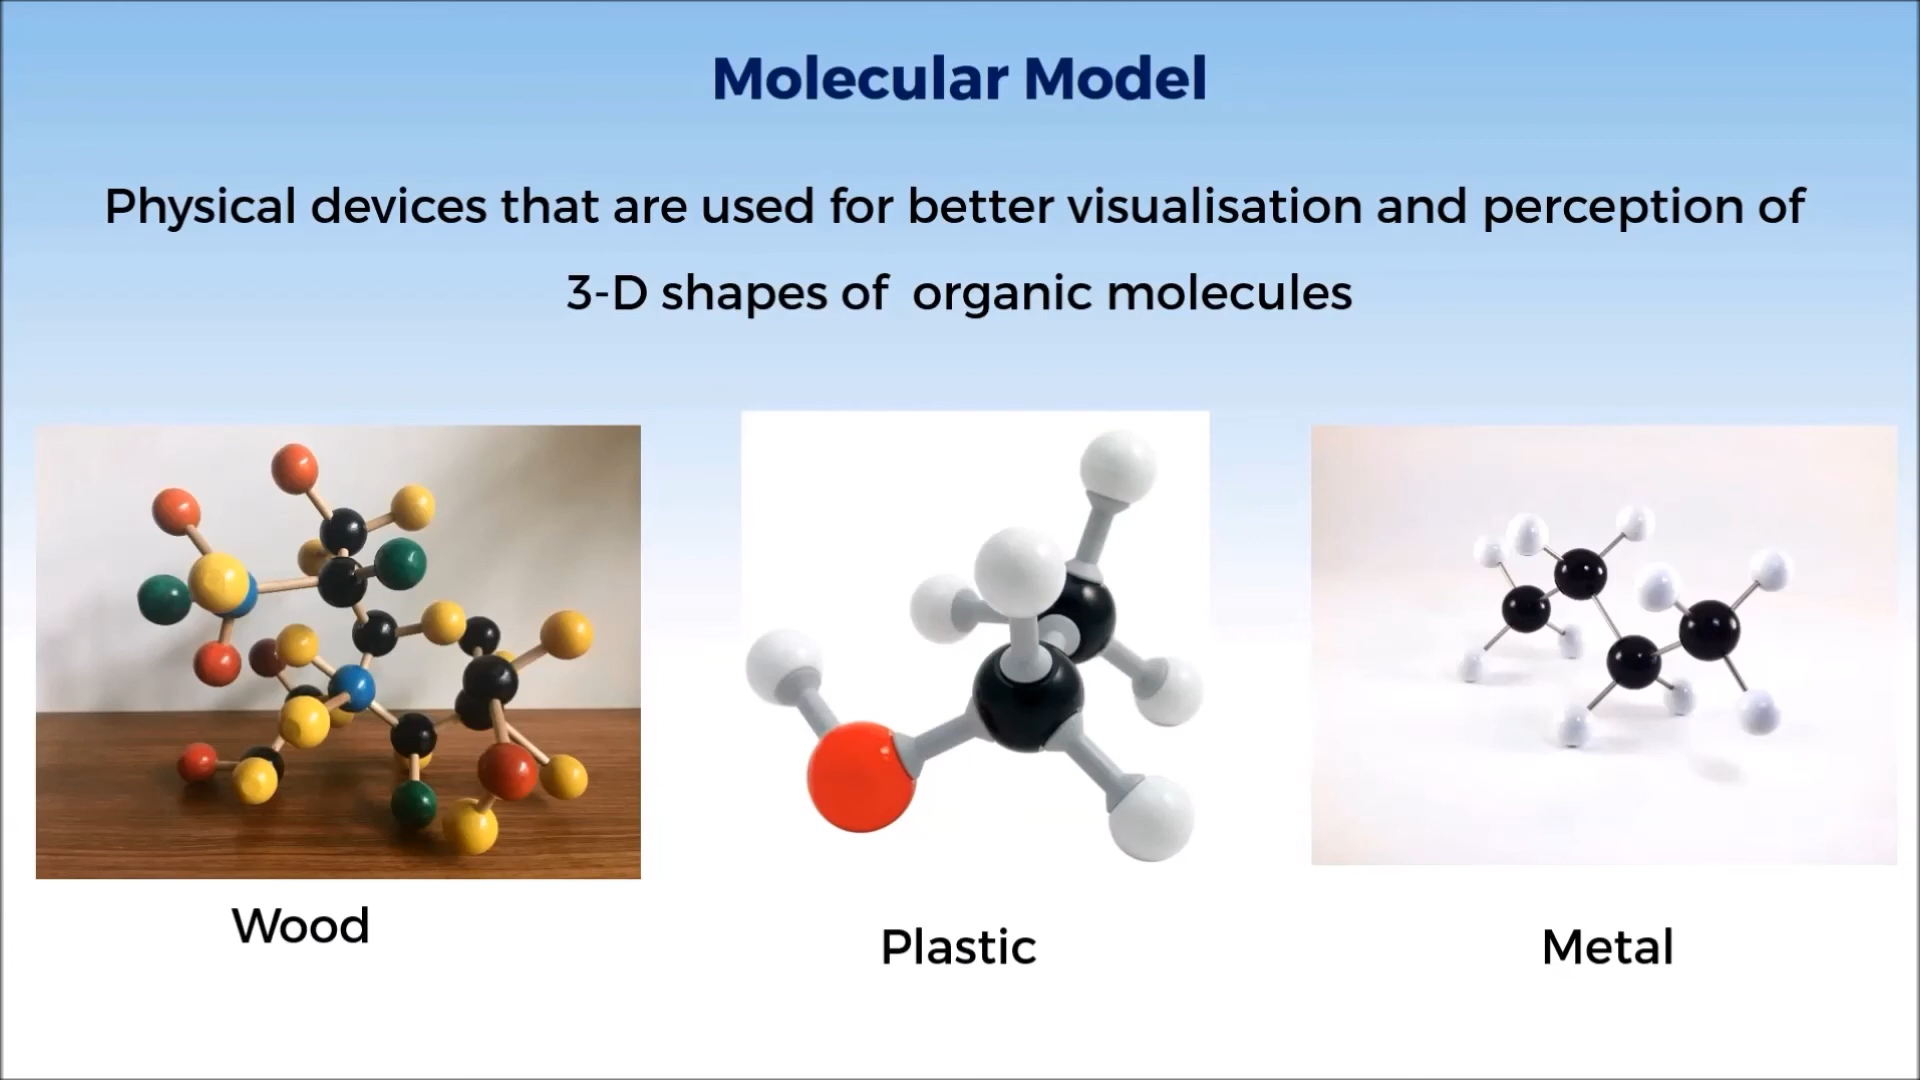 Molecular Model
Physical devices that are used for better visualisation and perception of
3-D shapes of organic molecules
Wood
Plastic
Metal